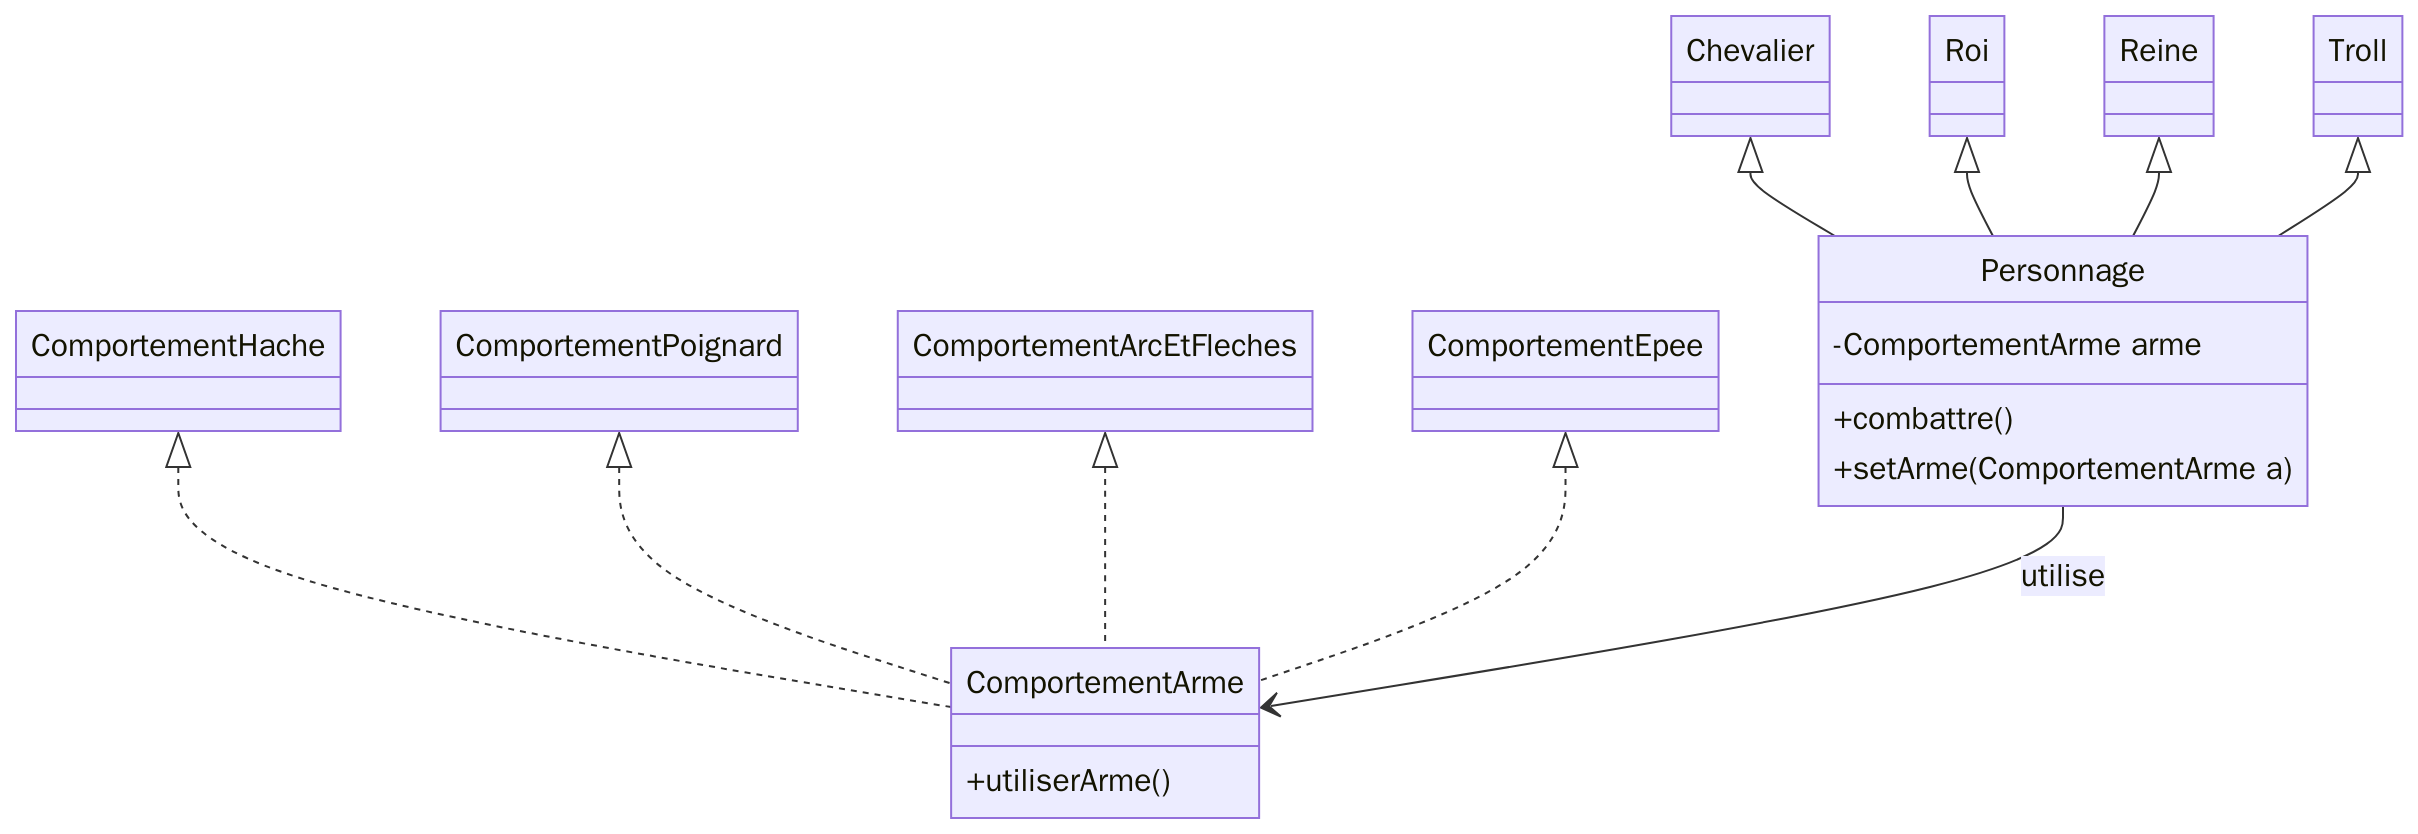 Chevalier
Roi
Reine
Troll
Personnage
-ComportementArme arme
+combattre()
+setArme(ComportementArme a)
ComportementHache
ComportementPoignard
ComportementArcEtFleches
ComportementEpee
utilise
ComportementArme
+utiliserArme()